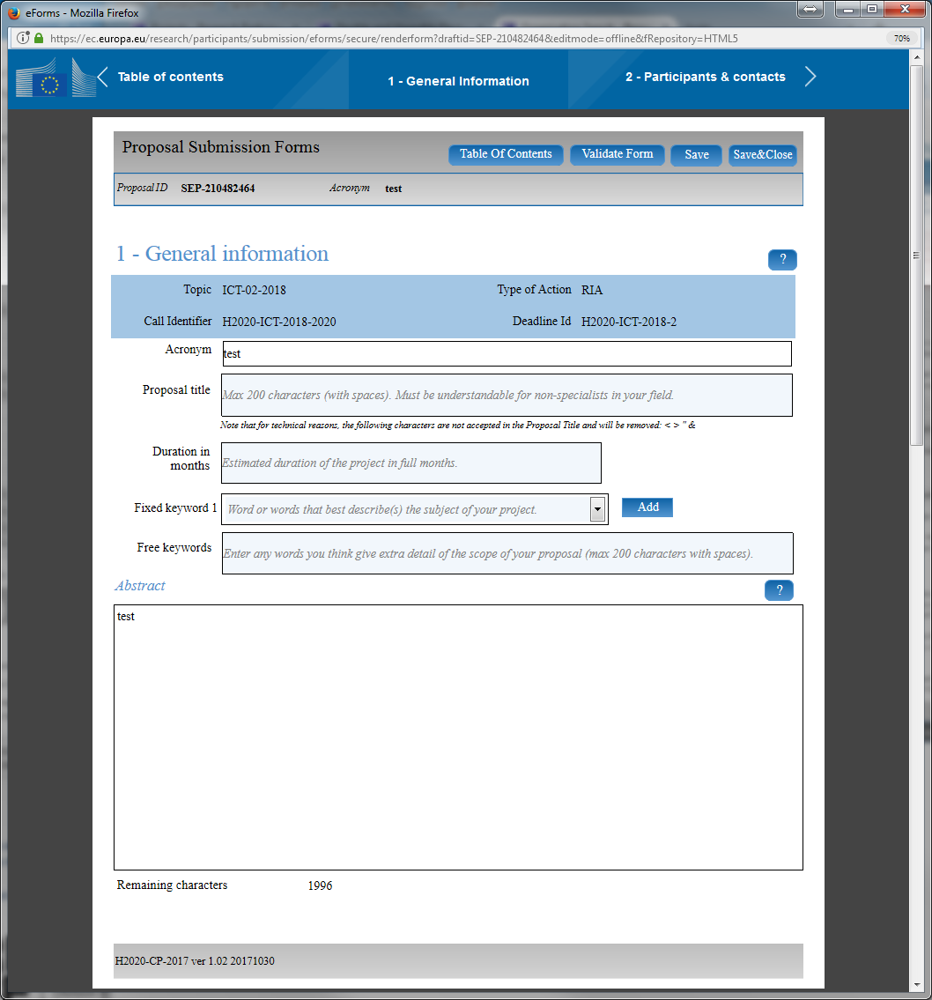 eForms - Mozilla Firefox
https://ec.europa.eu/research/participants/submission/eforms/secure/renderform?draftid=SEP-210482464&editmode=offline&fRepository=HTML5 70%
Table of contents 1 - General Information 2 - Participants & contacts
Proposal Submission Forms
Table Of Contents Validate Form Save Save&Close
Proposal ID SEP-210482464 Acronym test
1 - General information
?
Topic ICT-02-2018 Type of Action RIA
Call Identifier H2020-ICT-2018-2020 Deadline Id H2020-ICT-2018-2
Acronym test
Proposal title Max 200 characters (with spaces). Must be understandable for non-specialists in your field.
Note that for technical reasons, the following characters are not accepted in the Proposal Title and will be removed: < > " &
Duration in
months Estimated duration of the project in full months.
Fixed keyword 1 Word or words that best describe(s) the subject of your project. Add
Free keywords Enter any words you think give extra detail of the scope of your proposal (max 200 characters with spaces).
Abstract ?
test
Remaining characters 1996
H2020-CP-2017 ver 1.02 20171030